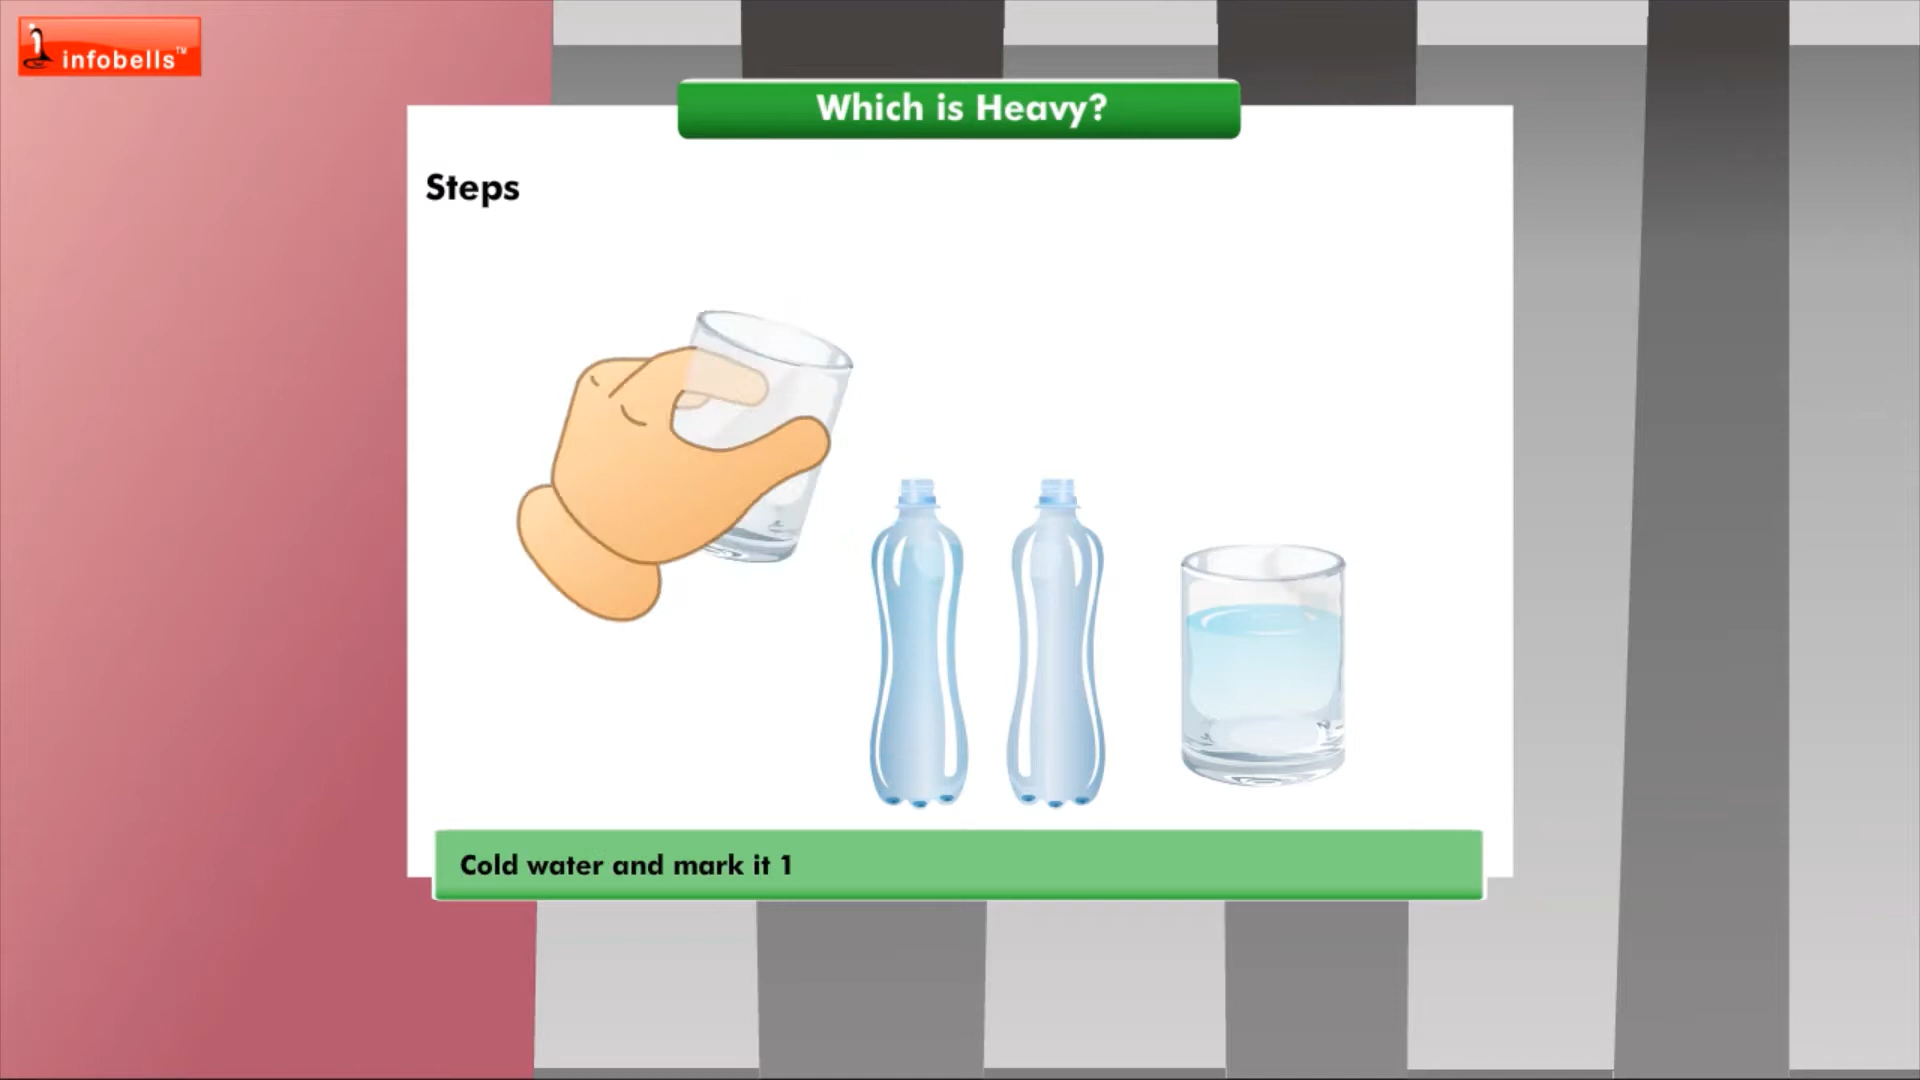 infobells™
Which is Heavy?
Steps
Cold water and mark it 1